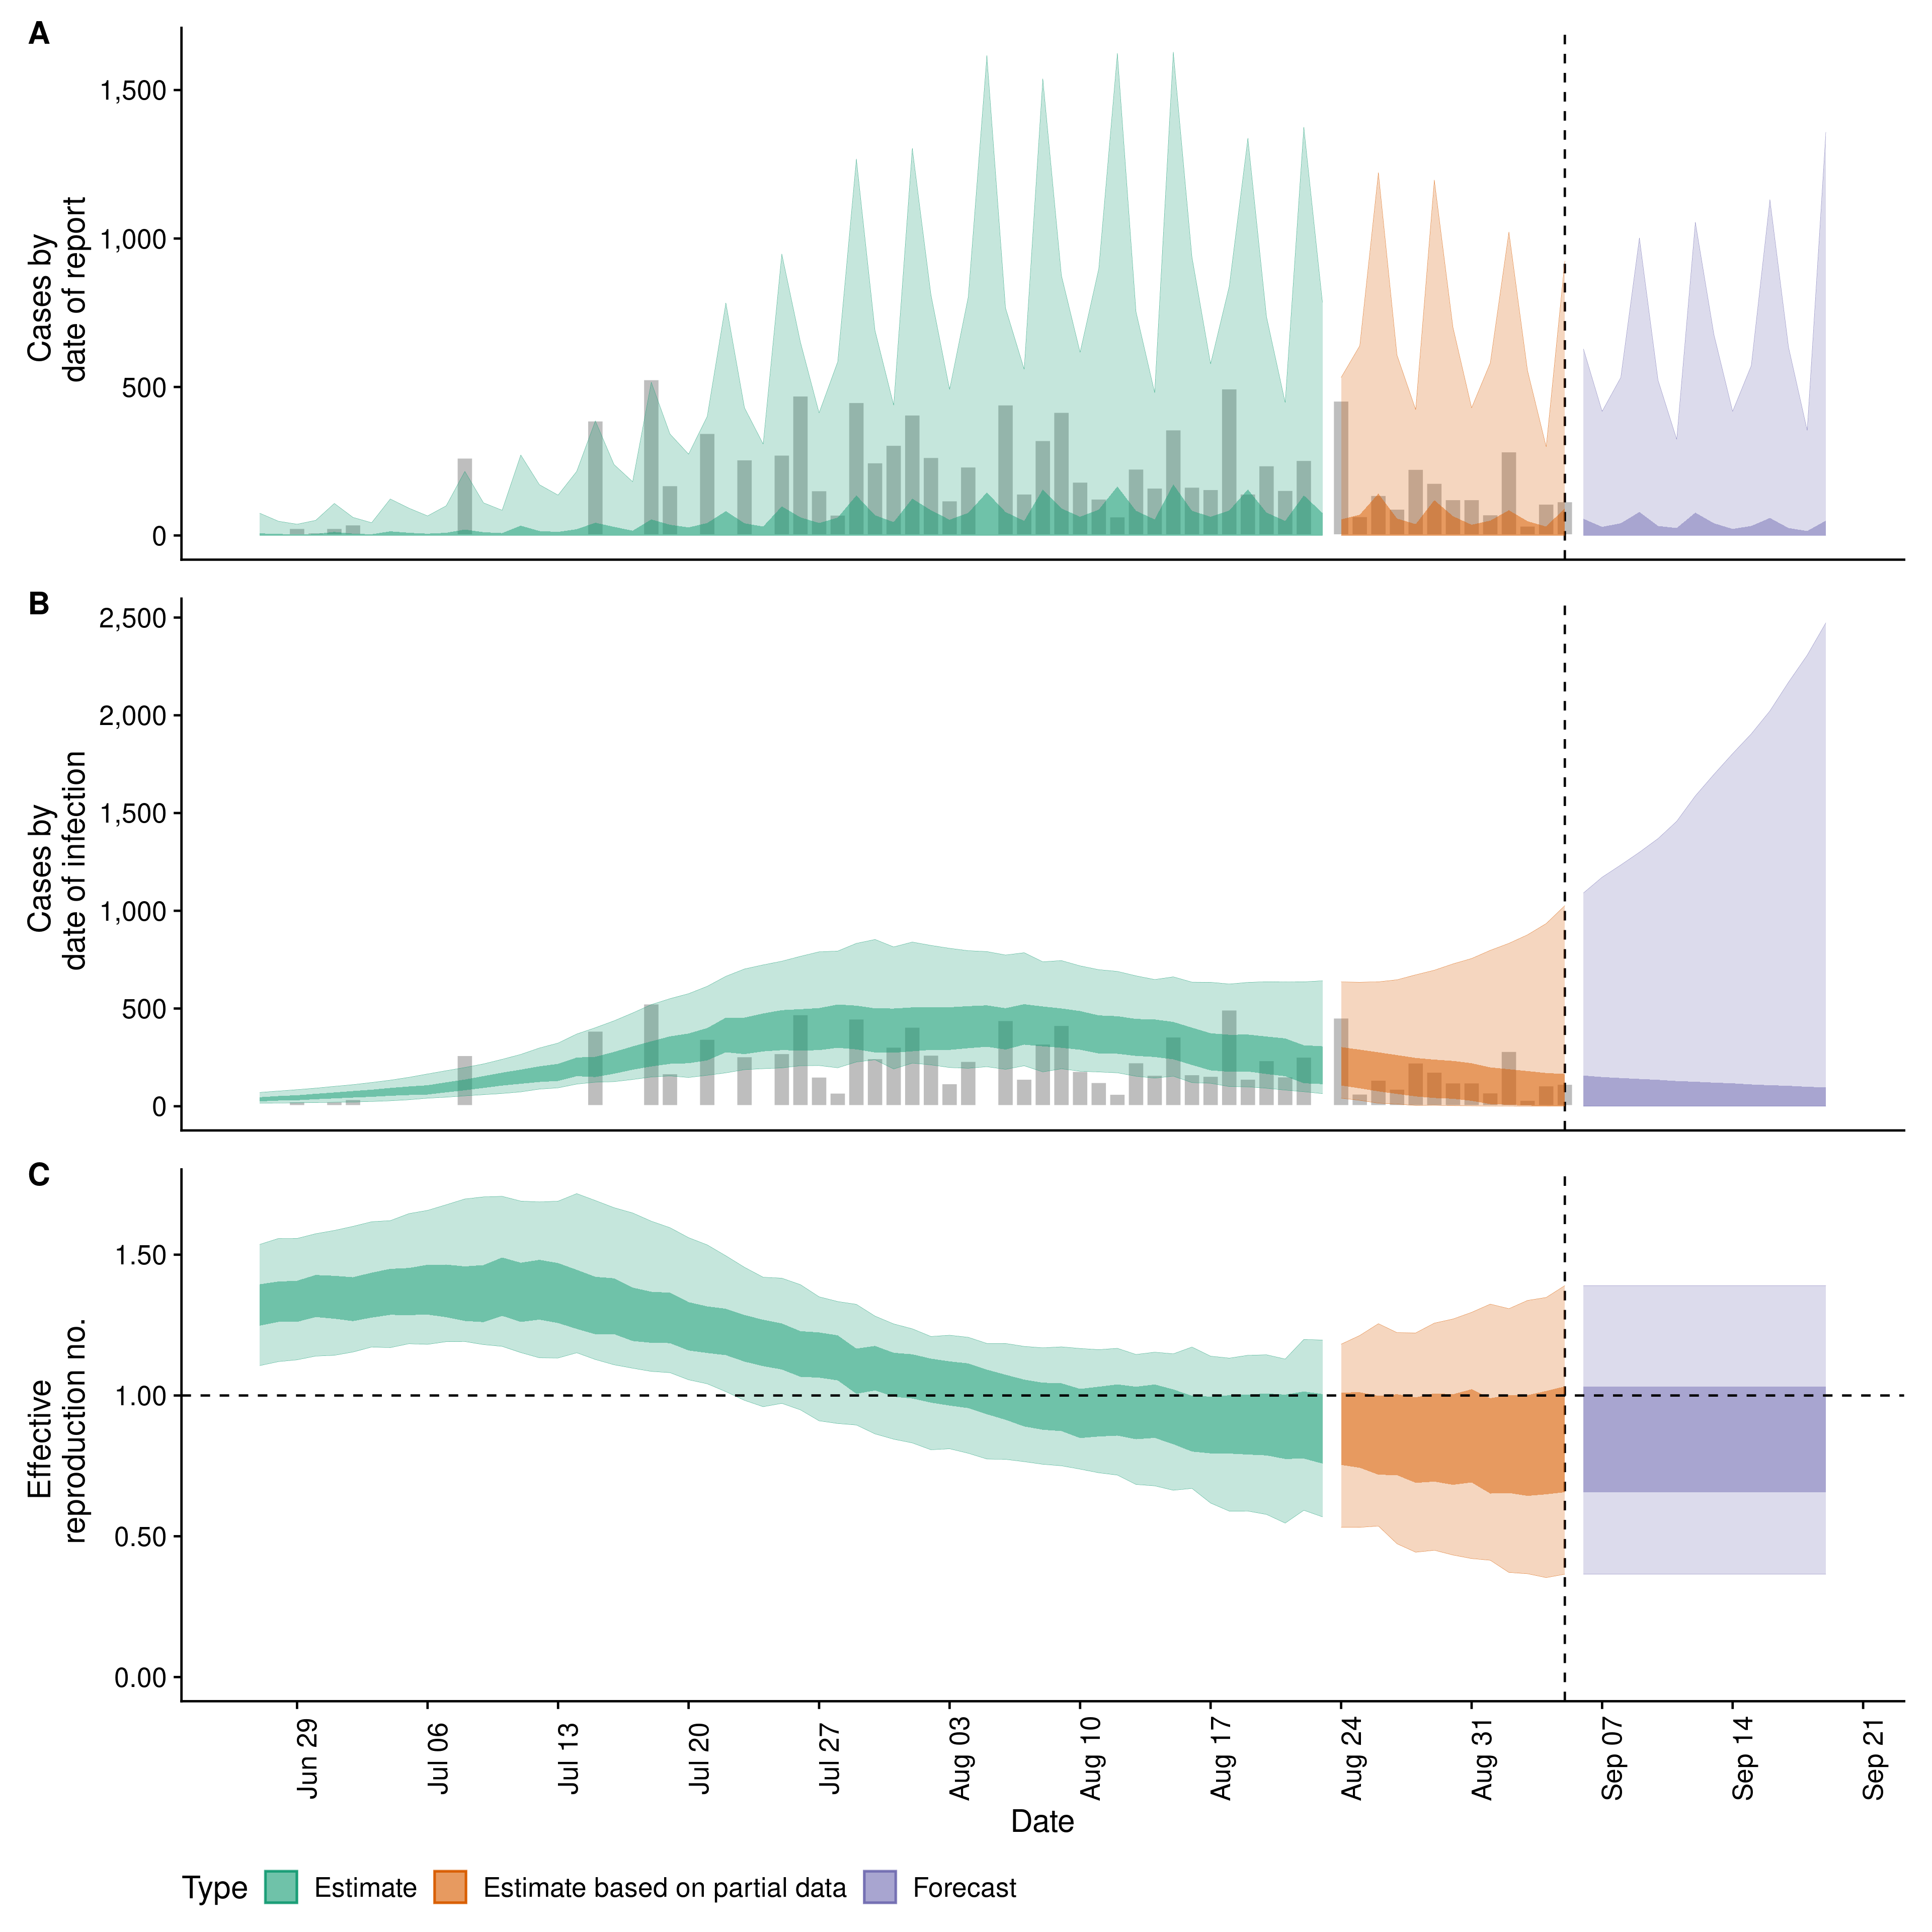 A
Cases by
date of report
1,500
1,000
500
0
B
Cases by
date of infection
2,500
2,000
1,500
1,000
500
0
C
Effective
reproduction no.
1.50
1.00
0.50
0.00
Jun 29
Jul 06
Jul 13
Jul 20
Jul 27
Aug 03
Aug 10
Aug 17
Aug 24
Aug 31
Sep 07
Sep 14
Sep 21
Date
Type Estimate Estimate based on partial data Forecast